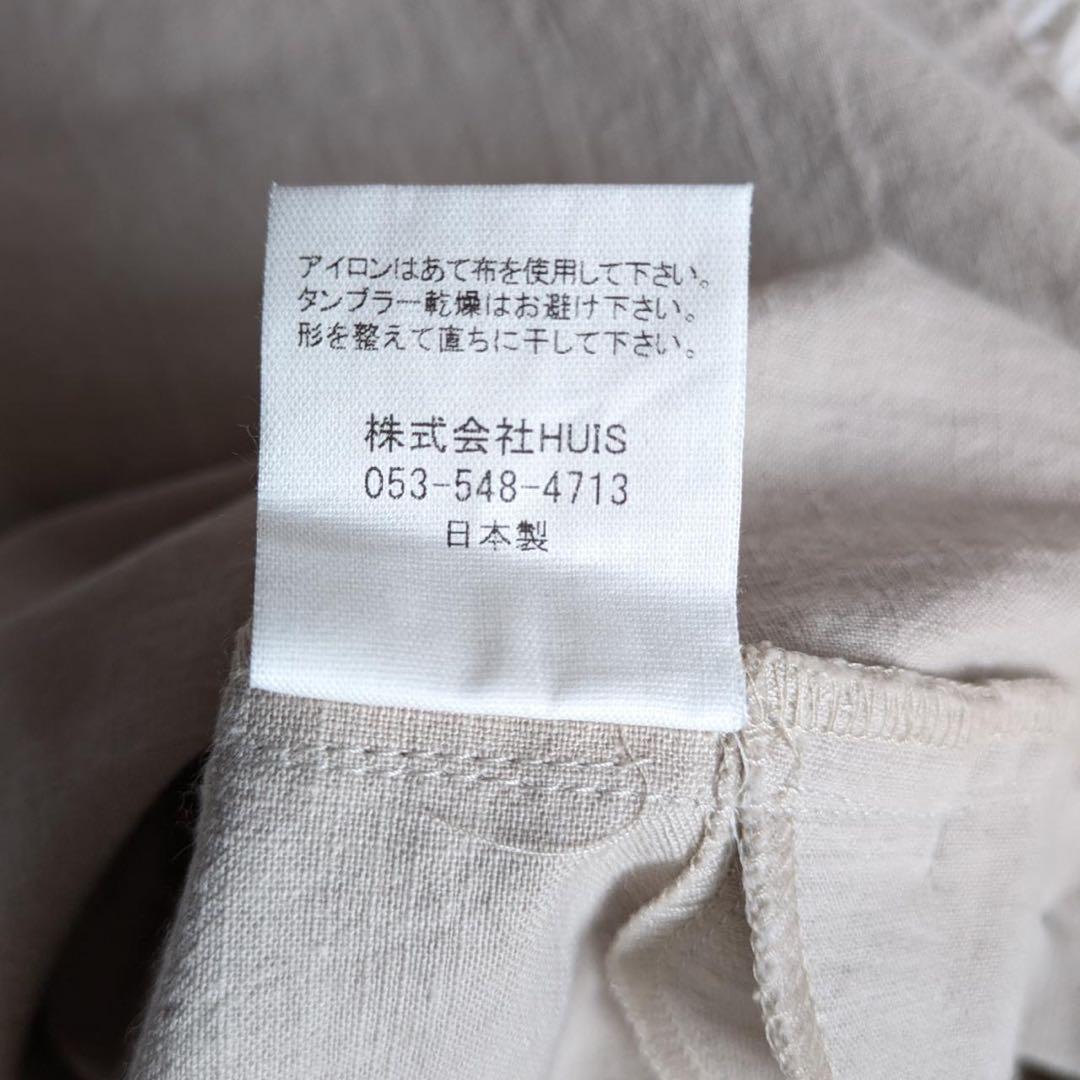 アイロンはあて布を使用して下さい。
タンブラー乾燥はお避け下さい。
形を整えて直ちに干して下さい。
株式会社HUIS
053-548-4713
日本製